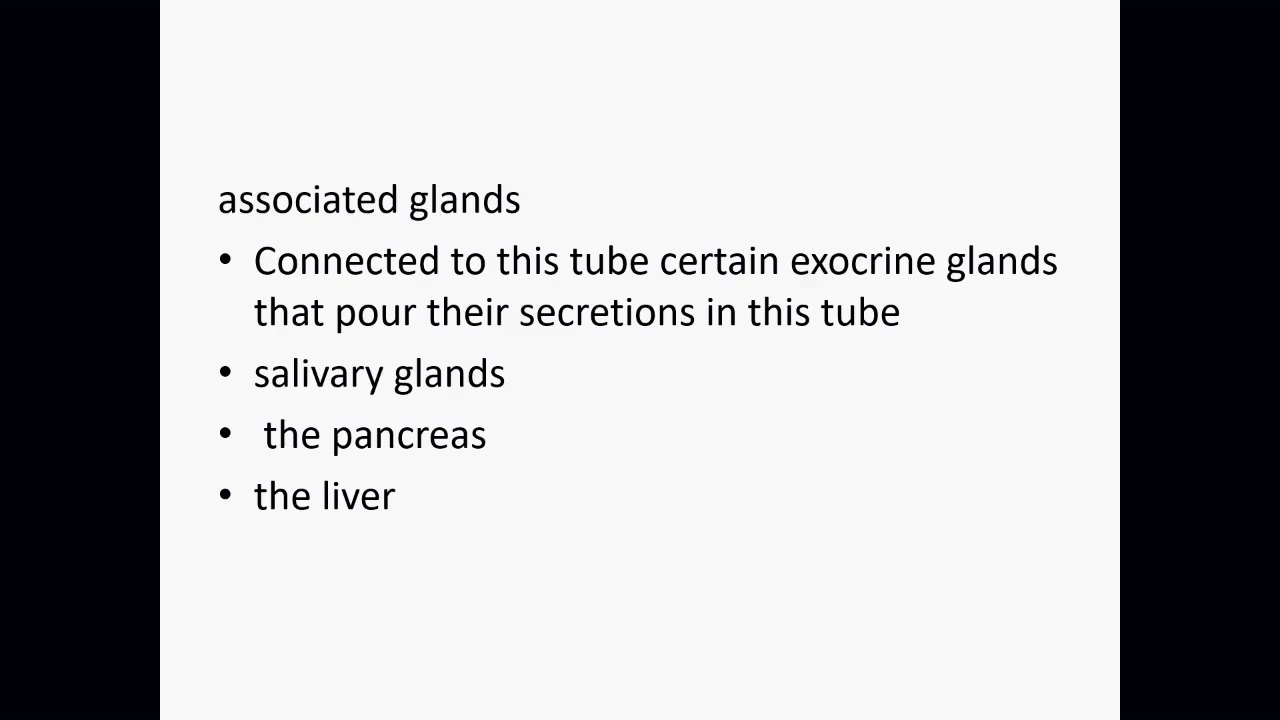 associated glands
• Connected to this tube certain exocrine glands
that pour their secretions in this tube
• salivary glands
• the pancreas
• the liver